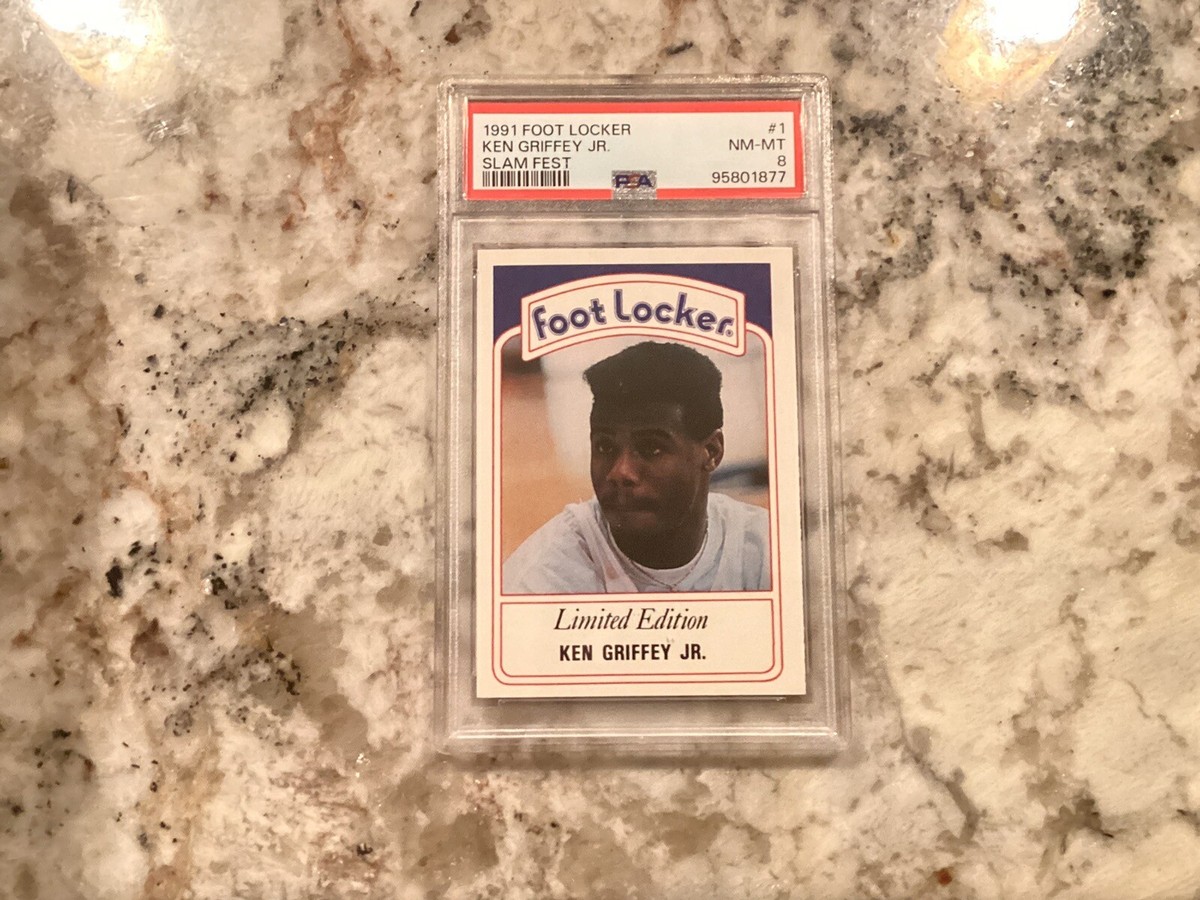 1991 FOOT LOCKER #1
KEN GRIFFEY JR. NM-MT
SLAM FEST 8
PSA 95801877
Foot Locker®
Limited Edition
KEN GRIFFEY JR.